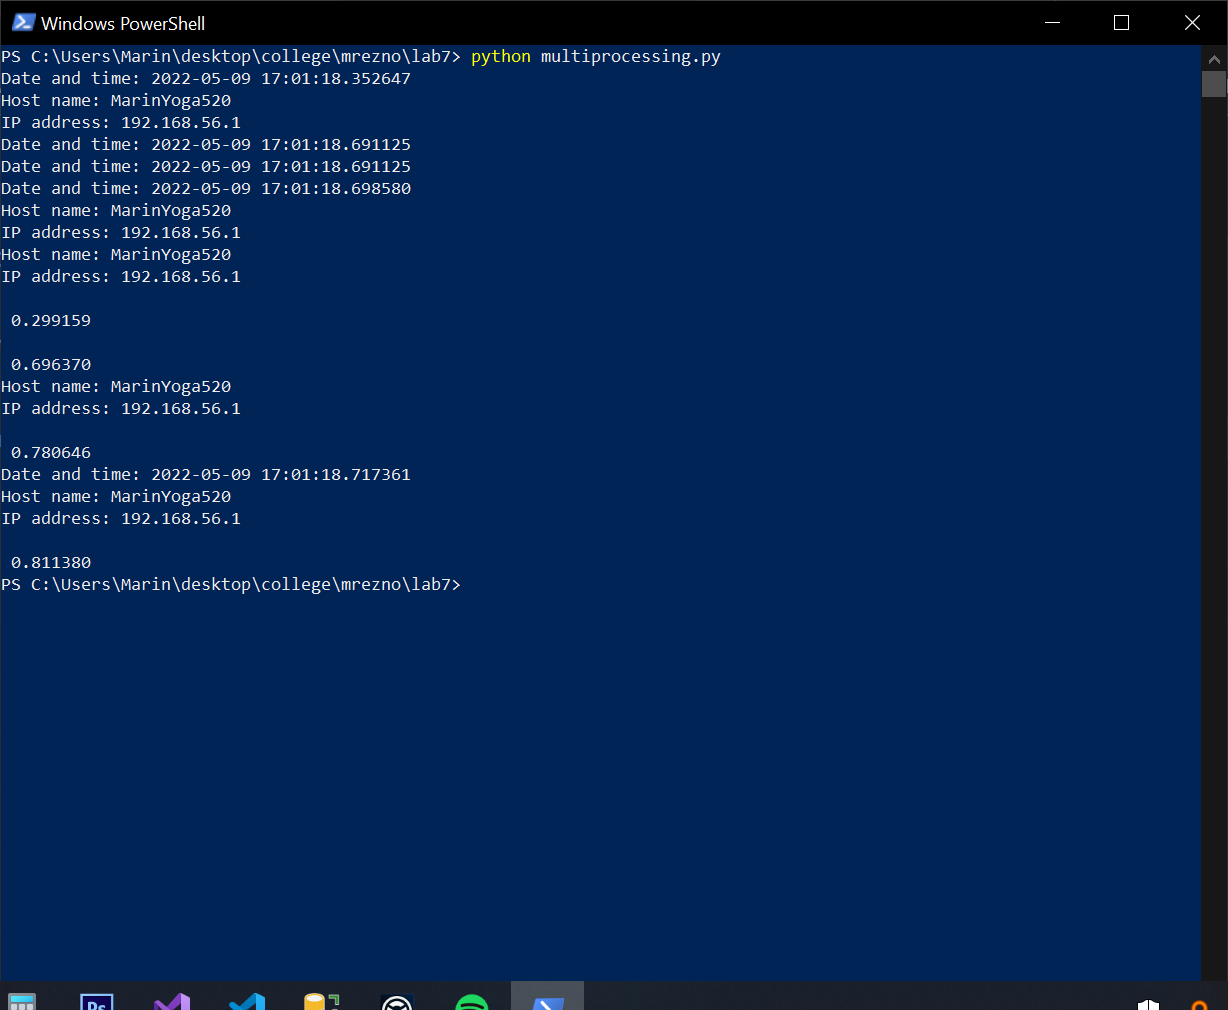 Windows PowerShell
PS C:\Users\Marin\desktop\college\mrezno\lab7> python multiprocessing.py
Date and time: 2022-05-09 17:01:18.352647
Host name: MarinYoga520
IP address: 192.168.56.1
Date and time: 2022-05-09 17:01:18.691125
Date and time: 2022-05-09 17:01:18.691125
Date and time: 2022-05-09 17:01:18.698580
Host name: MarinYoga520
IP address: 192.168.56.1
Host name: MarinYoga520
IP address: 192.168.56.1
0.299159
0.696370
Host name: MarinYoga520
IP address: 192.168.56.1
0.780646
Date and time: 2022-05-09 17:01:18.717361
Host name: MarinYoga520
IP address: 192.168.56.1
0.811380
PS C:\Users\Marin\desktop\college\mrezno\lab7>
Ps